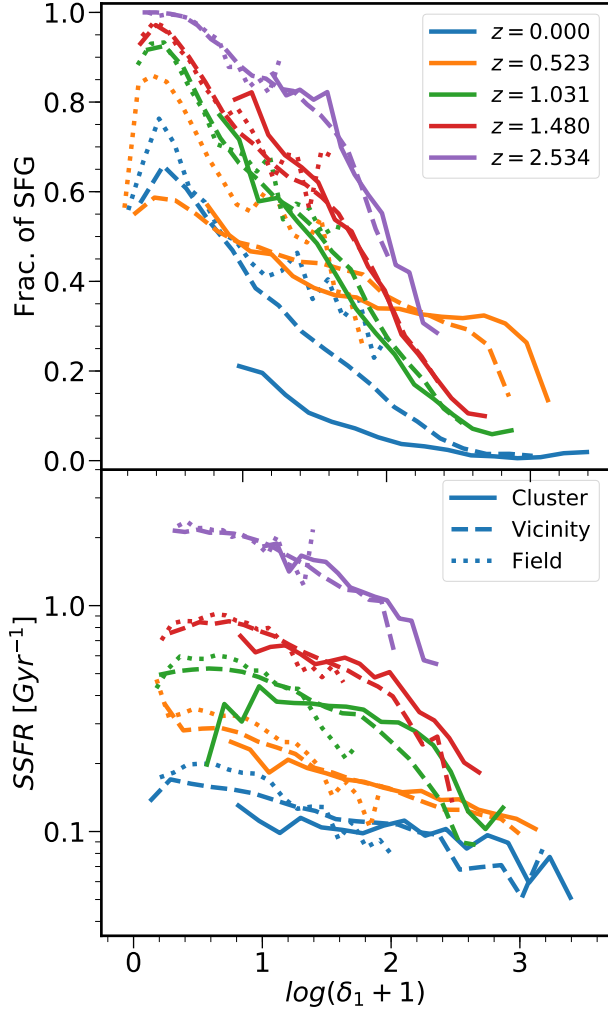 1.0
0.8
0.6
0.4
0.2
0.0
Frac. of SFG
z = 0.000
z = 0.523
z = 1.031
z = 1.480
z = 2.534
1.0
0.1
SSFR [Gyr⁻¹]
Cluster
Vicinity
Field
0 1 2 3
log(δ₁ + 1)